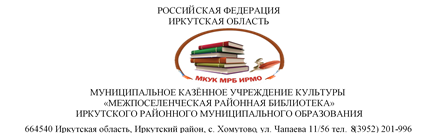 РОССИЙСКАЯ ФЕДЕРАЦИЯ
ИРКУТСКАЯ ОБЛАСТЬ
МКУК МРБ ИРМО
МУНИЦИПАЛЬНОЕ КАЗЁННОЕ УЧРЕЖДЕНИЕ КУЛЬТУРЫ
«МЕЖПОСЕЛЕНЧЕСКАЯ РАЙОННАЯ БИБЛИОТЕКА»
ИРКУТСКОГО РАЙОННОГО МУНИЦИПАЛЬНОГО ОБРАЗОВАНИЯ
664540 Иркутская область, Иркутский район, с. Хомутово, ул. Чапаева 11/56 тел. 8(3952) 201-996